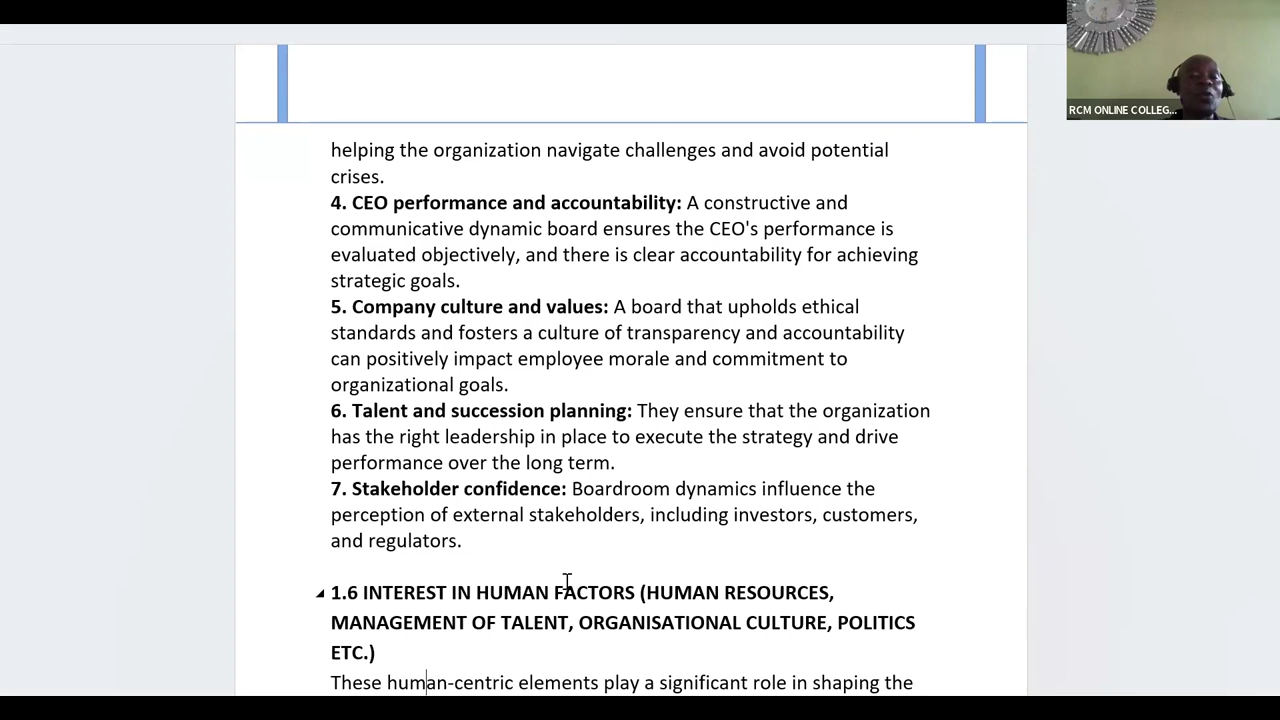 RCM ONLINE COLLEG...
helping the organization navigate challenges and avoid potential
crises.
4. CEO performance and accountability: A constructive and
communicative dynamic board ensures the CEO's performance is
evaluated objectively, and there is clear accountability for achieving
strategic goals.
5. Company culture and values: A board that upholds ethical
standards and fosters a culture of transparency and accountability
can positively impact employee morale and commitment to
organizational goals.
6. Talent and succession planning: They ensure that the organization
has the right leadership in place to execute the strategy and drive
performance over the long term.
7. Stakeholder confidence: Boardroom dynamics influence the
perception of external stakeholders, including investors, customers,
and regulators.
1.6 INTEREST IN HUMAN FACTORS (HUMAN RESOURCES,
MANAGEMENT OF TALENT, ORGANISATIONAL CULTURE, POLITICS
ETC.)
These human-centric elements play a significant role in shaping the